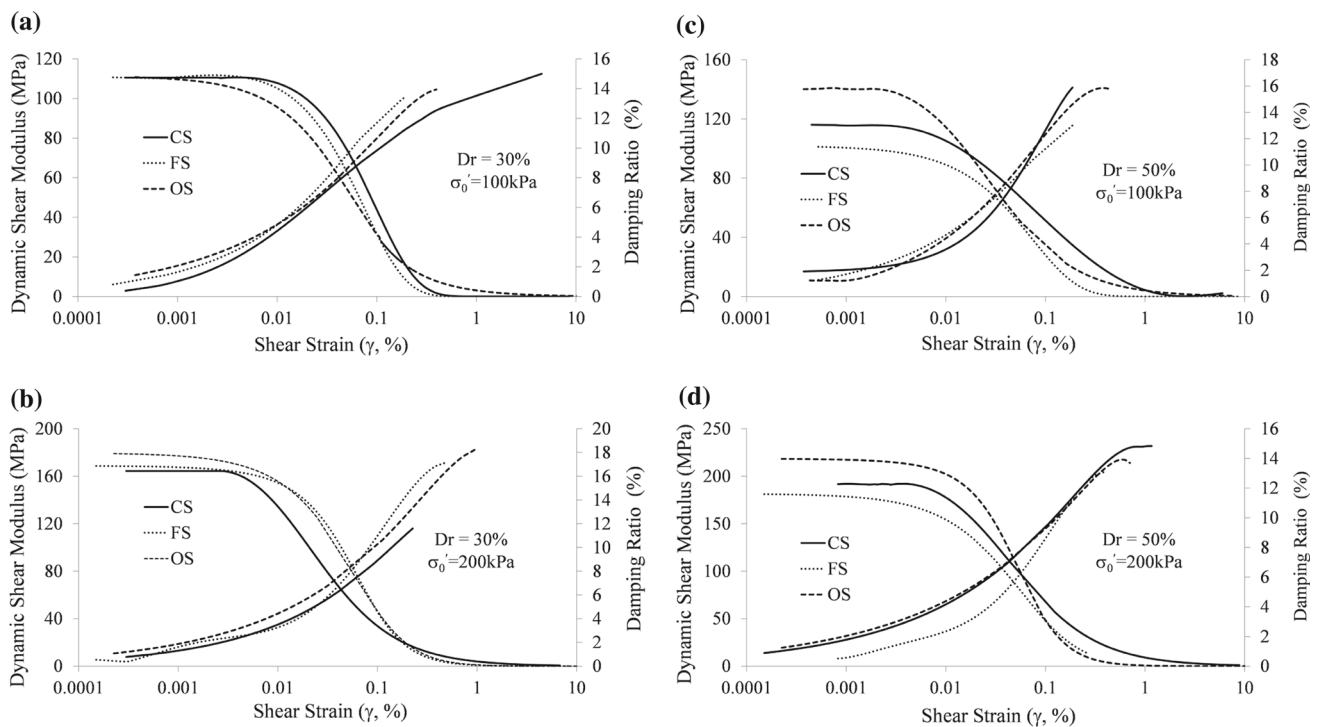 (a)
Dynamic Shear Modulus (MPa)
120
100
80
60
40
20
0
CS
FS
OS
Dr = 30%
σ₀′=100kPa
16
14
12
10
8
6
4
2
0
Damping Ratio (%)
0.0001 0.001 0.01 0.1 1 10
Shear Strain (γ, %)
(c)
Dynamic Shear Modulus (MPa)
160
120
80
40
0
CS
FS
OS
Dr = 50%
σ₀′=100kPa
18
16
14
12
10
8
6
4
2
0
Damping Ratio (%)
0.0001 0.001 0.01 0.1 1 10
Shear Strain (γ, %)
(b)
Dynamic Shear Modulus (MPa)
200
160
120
80
40
0
CS
FS
OS
Dr = 30%
σ₀′=200kPa
20
18
16
14
12
10
8
6
4
2
0
Damping Ratio (%)
0.0001 0.001 0.01 0.1 1 10
Shear Strain (γ, %)
(d)
Dynamic Shear Modulus (MPa)
250
200
150
100
50
0
CS
FS
OS
Dr = 50%
σ₀′=200kPa
16
14
12
10
8
6
4
2
0
Damping Ratio (%)
0.0001 0.001 0.01 0.1 1 10
Shear Strain (γ, %)